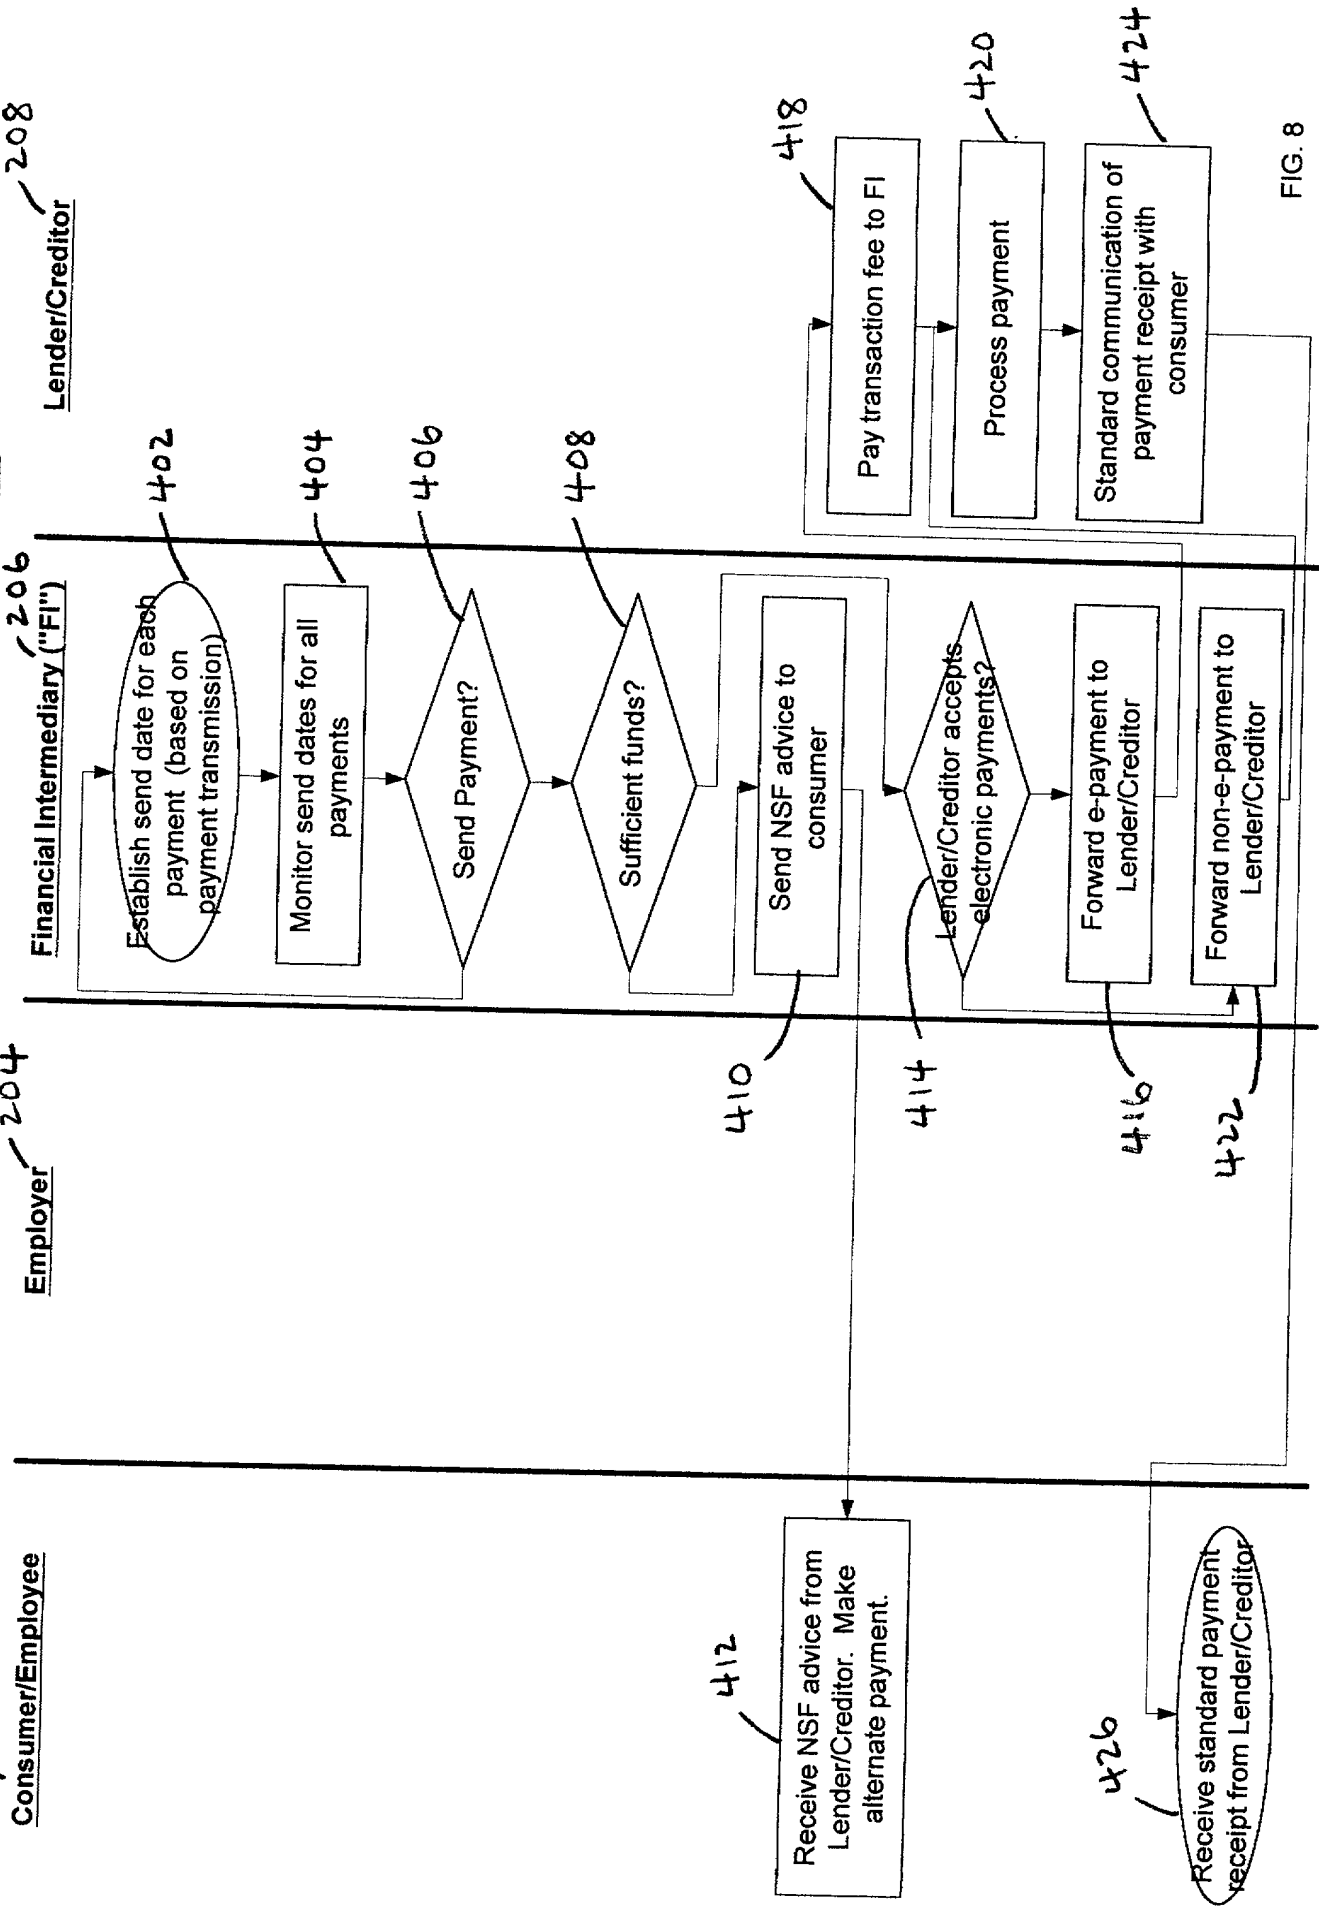 Consumer/Employee
Employer
204
Financial Intermediary ("FI")
206
Lender/Creditor
208
Establish send date for each
payment (based on
payment transmission)
402
Monitor send dates for all
payments
404
Send Payment?
406
Sufficient funds?
408
Send NSF advice to
consumer
410
Receive NSF advice from
Lender/Creditor. Make
alternate payment.
412
Lender/Creditor accepts
electronic payments?
414
Forward e-payment to
Lender/Creditor
416
Pay transaction fee to FI
418
Process payment
420
Forward non-e-payment to
Lender/Creditor
422
Standard communication of
payment receipt with
consumer
424
Receive standard payment
receipt from Lender/Creditor
426
FIG. 8